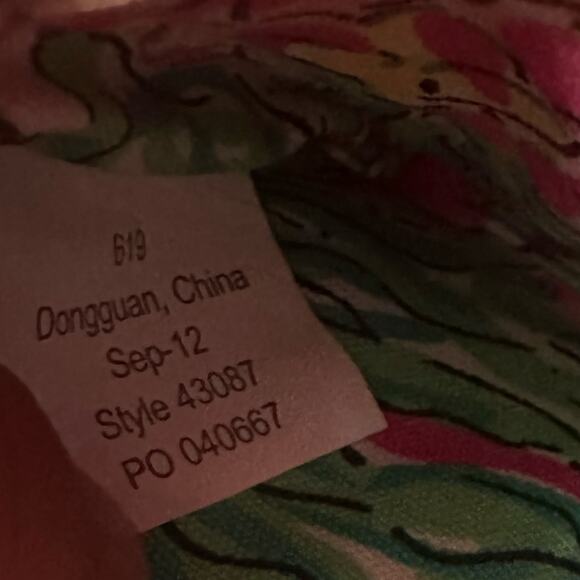 619
Dongguan, China
Sep-12
Style 43087
PO 040667